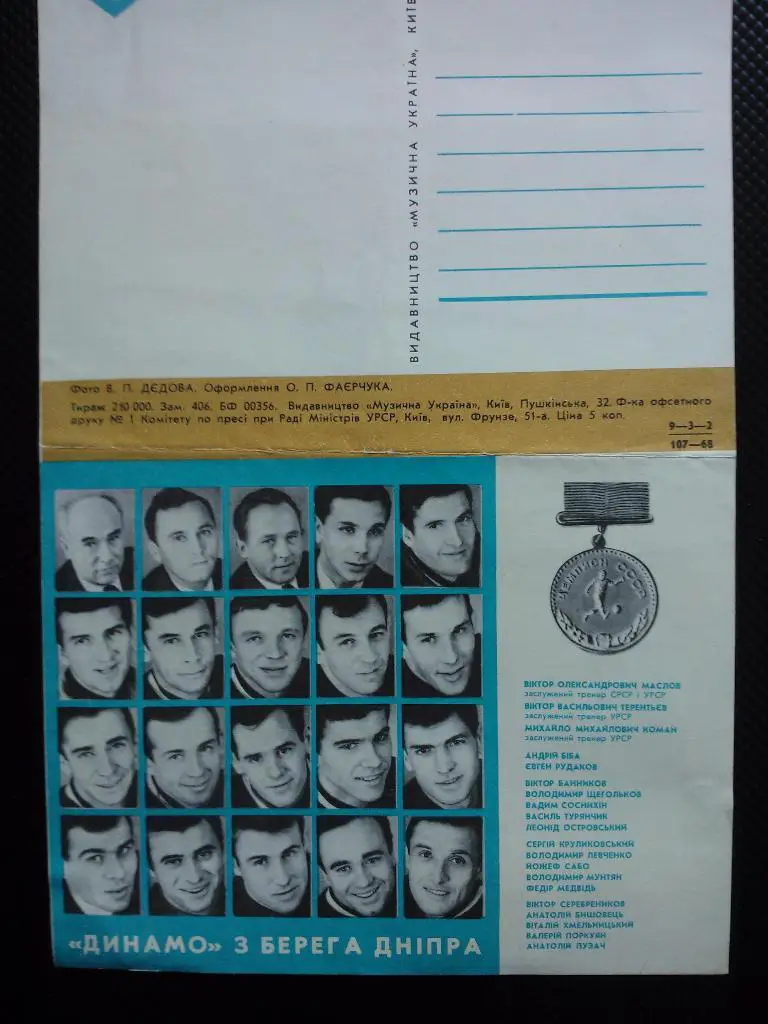 ВИДАВНИЦТВО «МУЗИЧНА УКРАЇНА», КИЇВ
Фото В. П. ДЄДОВА. Оформлення О. П. ФАЄРЧУКА.
Тираж 210 000. Зам. 406. БФ 00356. Видавництво «Музична Україна», Київ, Пушкінська, 32. Ф-ка офсетного
друку № 1 Комітету по пресі при Раді Міністрів УРСР, Київ, вул. Фрунзе, 51-а. Ціна 5 коп.
9—3—2
107—68
ЧЕМПИОН СССР
ВІКТОР ОЛЕКСАНДРОВИЧ МАСЛОВ
заслужений тренер СРСР і УРСР
ВІКТОР ВАСИЛЬОВИЧ ТЕРЕНТЬЄВ
заслужений тренер УРСР
МИХАЙЛО МИХАЙЛОВИЧ КОМАН
заслужений тренер УРСР
АНДРІЙ БІБА
ЄВГЕН РУДАКОВ
ВІКТОР БАННИКОВ
ВОЛОДИМИР ЩЕГОЛЬКОВ
ВАДИМ СОСНИХІН
ВАСИЛЬ ТУРЯНЧИК
ЛЕОНІД ОСТРОВСЬКИЙ
СЕРГІЙ КРУЛИКОВСЬКИЙ
ВОЛОДИМИР ЛЕВЧЕНКО
ЙОЖЕФ САБО
ВОЛОДИМИР МУНТЯН
ФЕДІР МЕДВІДЬ
ВІКТОР СЕРЕБРЕНИКОВ
АНАТОЛІЙ БИШОВЕЦЬ
ВІТАЛІЙ ХМЕЛЬНИЦЬКИЙ
ВАЛЕРІЙ ПОРКУЯН
АНАТОЛІЙ ПУЗАЧ
«ДИНАМО» З БЕРЕГА ДНІПРА